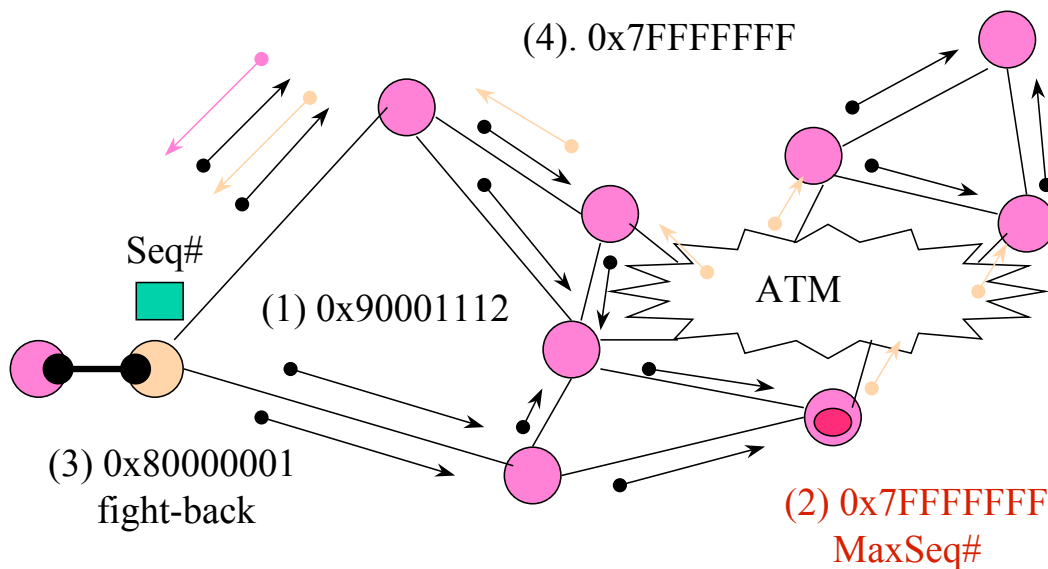 (4). 0x7FFFFFFF
Seq#
(1) 0x90001112
ATM
(3) 0x80000001
fight-back
(2) 0x7FFFFFFF
MaxSeq#